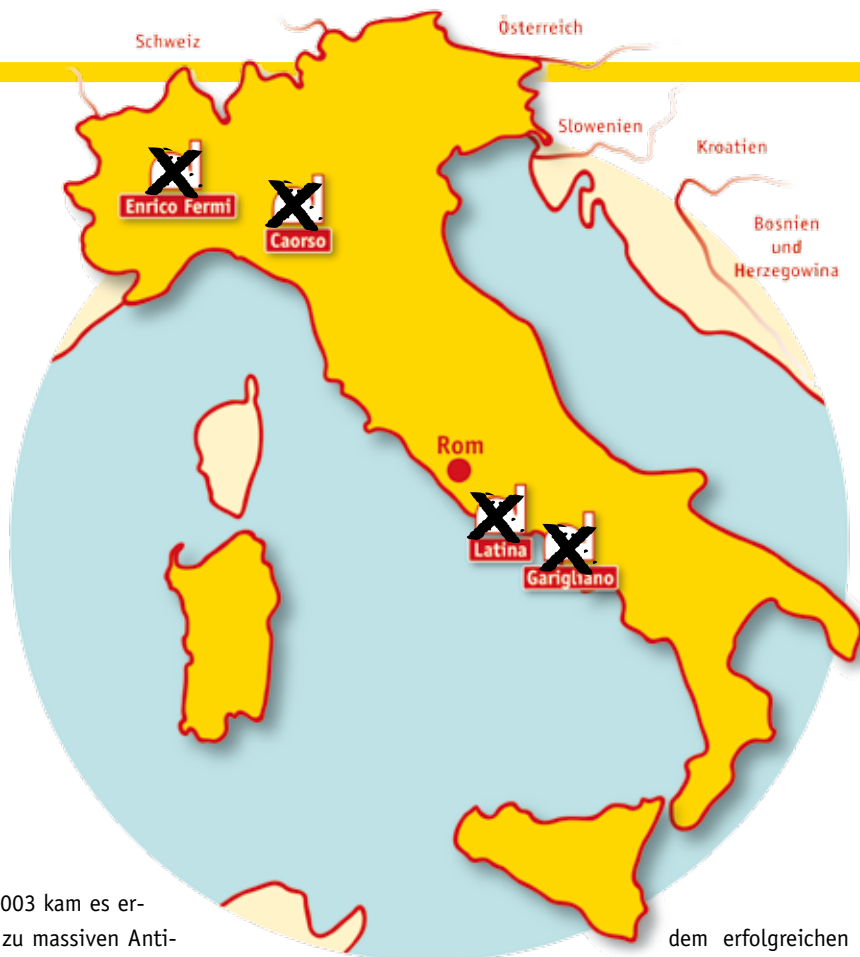 Schweiz
Österreich
Slowenien
Kroatien
Bosnien
und
Herzegowina
Enrico Fermi
Caorso
Rom
Latina
Garigliano
003 kam es er-
zu massiven Anti-
dem erfolgreichen